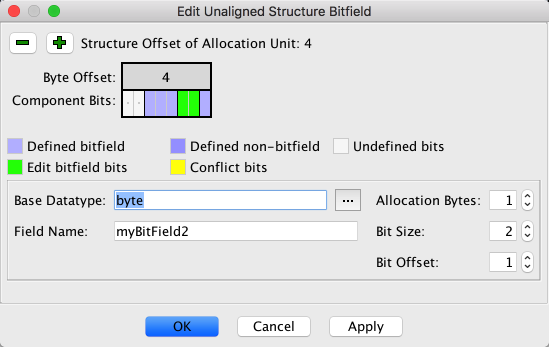 Edit Unaligned Structure Bitfield
Structure Offset of Allocation Unit: 4
Byte Offset: 4
Component Bits: . .
Defined bitfield Defined non-bitfield Undefined bits
Edit bitfield bits Conflict bits
Base Datatype: byte ... Allocation Bytes: 1
Field Name: myBitField2 Bit Size: 2
Bit Offset: 1
OK Cancel Apply